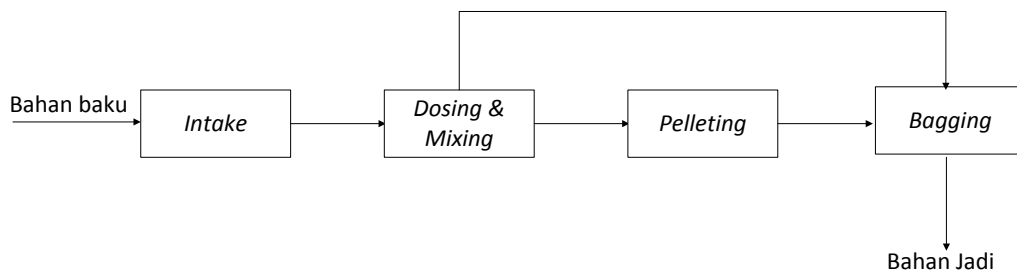 Bahan baku
Intake
Dosing &
Mixing
Pelleting
Bagging
Bahan Jadi